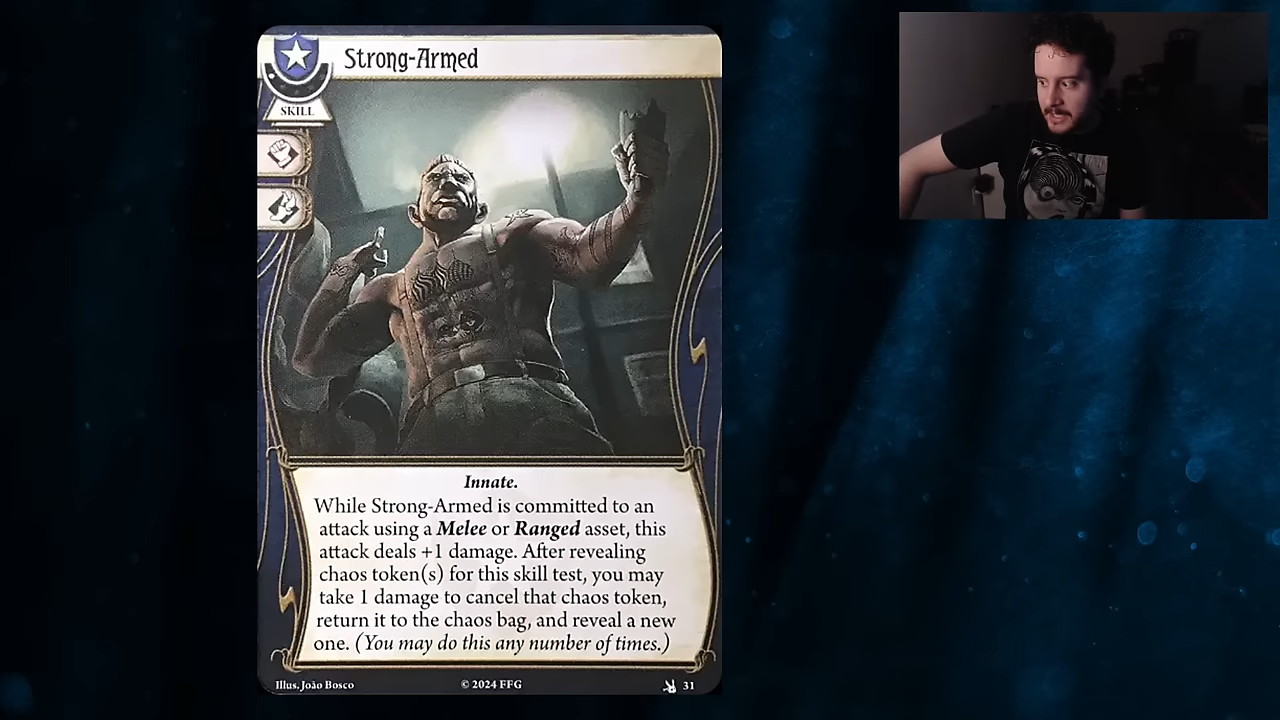 Strong-Armed
SKILL
Innate.
While Strong-Armed is committed to an
attack using a Melee or Ranged asset, this
attack deals +1 damage. After revealing
chaos token(s) for this skill test, you may
take 1 damage to cancel that chaos token,
return it to the chaos bag, and reveal a new
one. (You may do this any number of times.)
Illus. João Bosco
© 2024 FFG
31